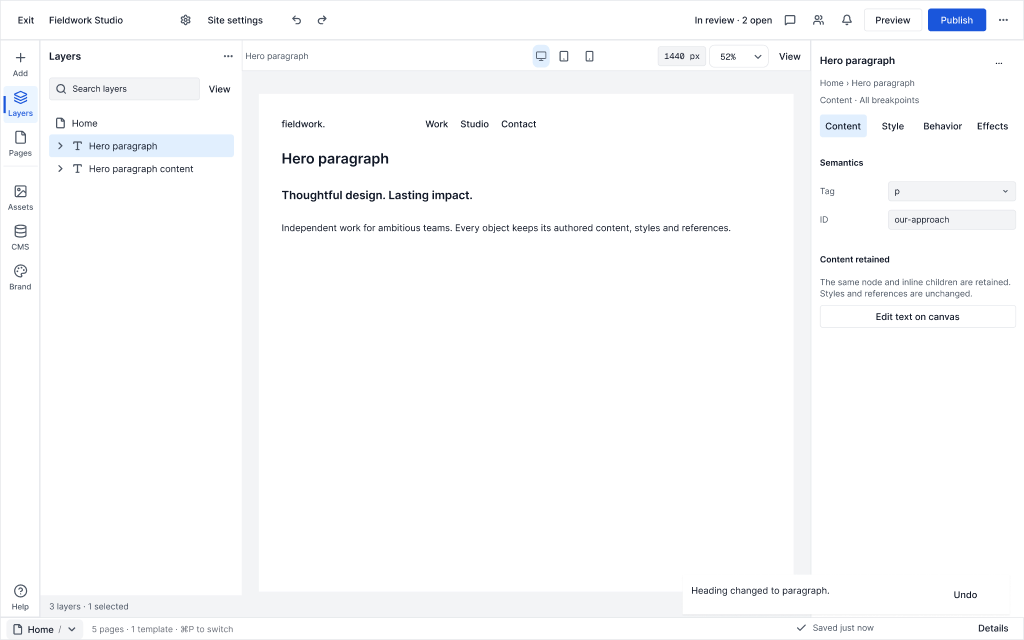 Exit
Fieldwork Studio
Site settings
In review · 2 open
Preview
Publish
Add
Layers
Pages
Assets
CMS
Brand
Help
Layers
Search layers
View
Home
Hero paragraph
Hero paragraph content
3 layers · 1 selected
Hero paragraph
1440 px
52%
View
fieldwork.
Work
Studio
Contact
Hero paragraph
Thoughtful design. Lasting impact.
Independent work for ambitious teams. Every object keeps its authored content, styles and references.
Hero paragraph
Home › Hero paragraph
Content · All breakpoints
Content
Style
Behavior
Effects
Semantics
Tag
p
ID
our-approach
Content retained
The same node and inline children are retained.
Styles and references are unchanged.
Edit text on canvas
Heading changed to paragraph.
Undo
Home /
5 pages · 1 template · ⌘P to switch
Saved just now
Details